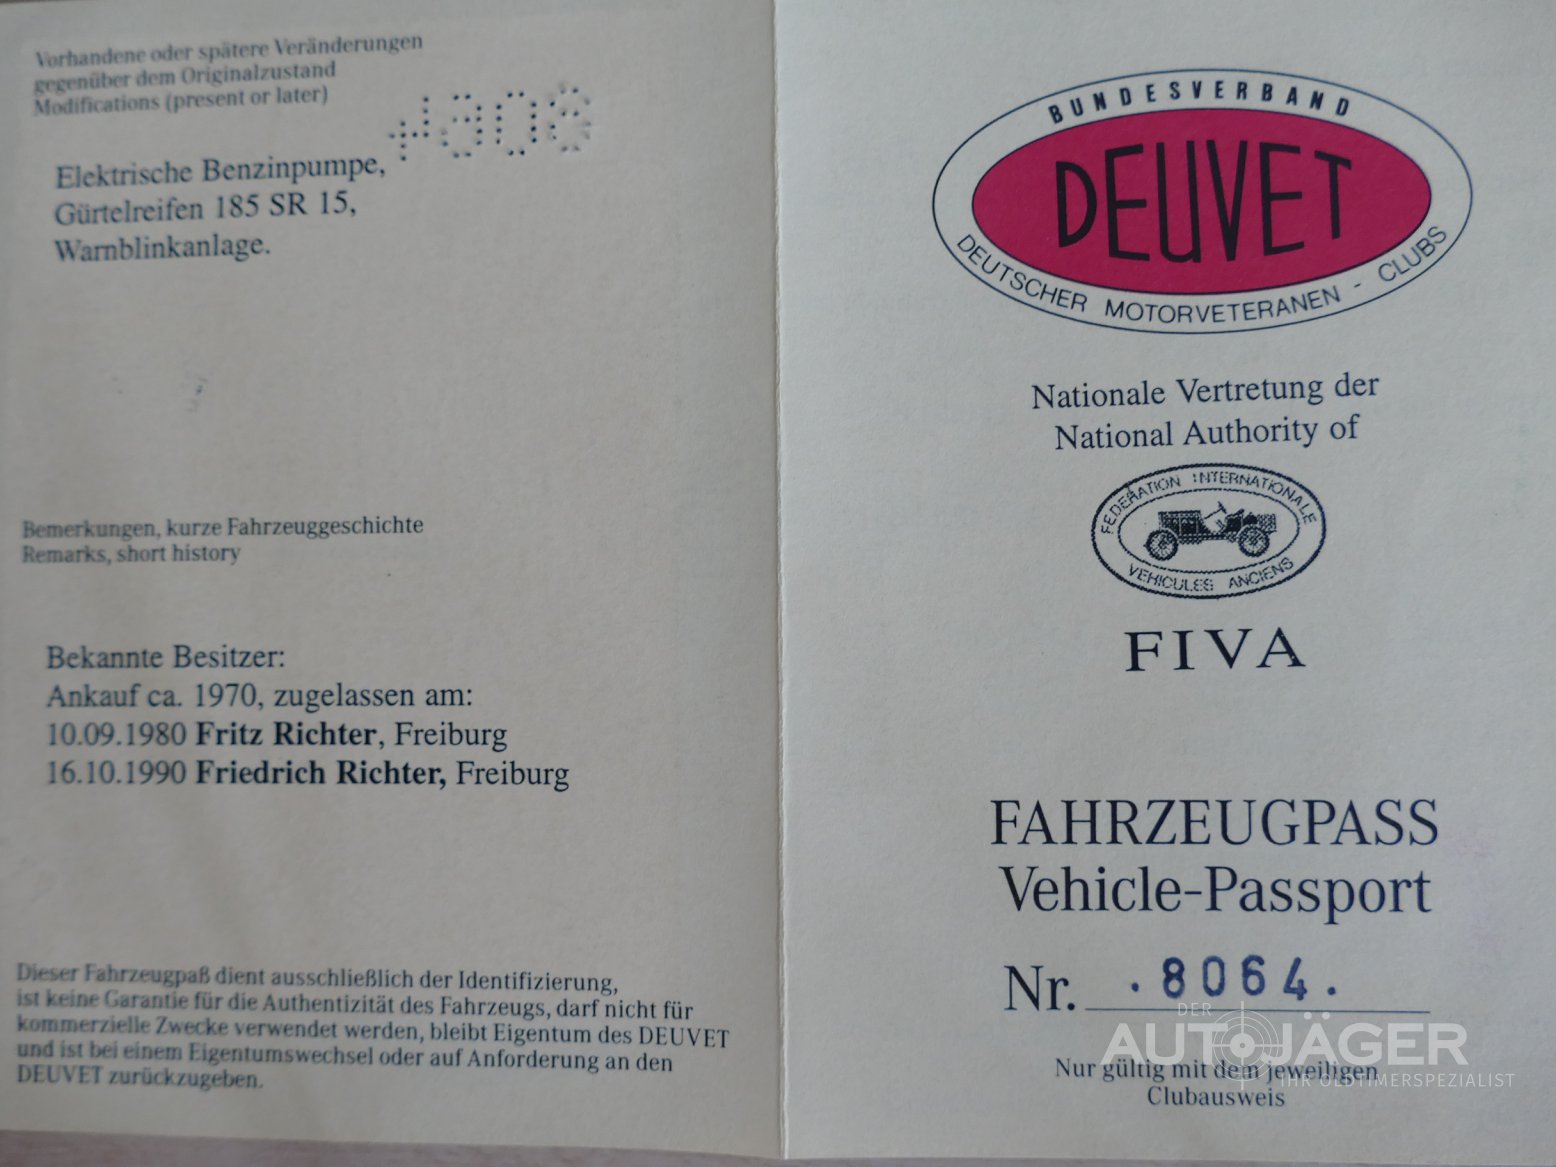 Vorhandene oder spätere Veränderungen
gegenüber dem Originalzustand
Modifications (present or later)
Elektrische Benzinpumpe,
Gürtelreifen 185 SR 15,
Warnblinkanlage.
Bemerkungen, kurze Fahrzeuggeschichte
Remarks, short history
Bekannte Besitzer:
Ankauf ca. 1970, zugelassen am:
10.09.1980 Fritz Richter, Freiburg
16.10.1990 Friedrich Richter, Freiburg
Dieser Fahrzeugpaß dient ausschließlich der Identifizierung,
ist keine Garantie für die Authentizität des Fahrzeugs, darf nicht für
kommerzielle Zwecke verwendet werden, bleibt Eigentum des DEUVET
und ist bei einem Eigentumswechsel oder auf Anforderung an den
DEUVET zurückzugeben.
BUNDESVERBAND
DEUVET
DEUTSCHER MOTORVETERANEN - CLUBS
Nationale Vertretung der
National Authority of
FEDERATION INTERNATIONALE
VEHICULES ANCIENS
FIVA
FAHRZEUGPASS
Vehicle-Passport
Nr. .8064.
Nur gültig mit dem jeweiligen
Clubausweis
DER
AUTOJÄGER
IHR OLDTIMERSPEZIALIST